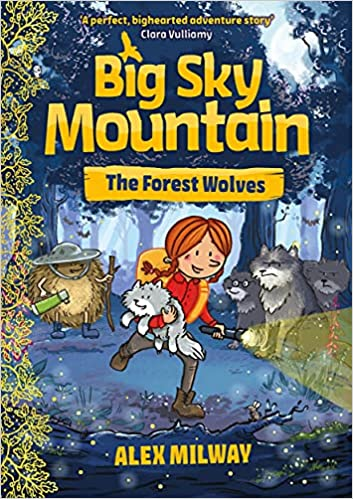 'A perfect, bighearted adventure story'
Clara Vulliamy
Big Sky
Mountain
The Forest Wolves
ALEX MILWAY